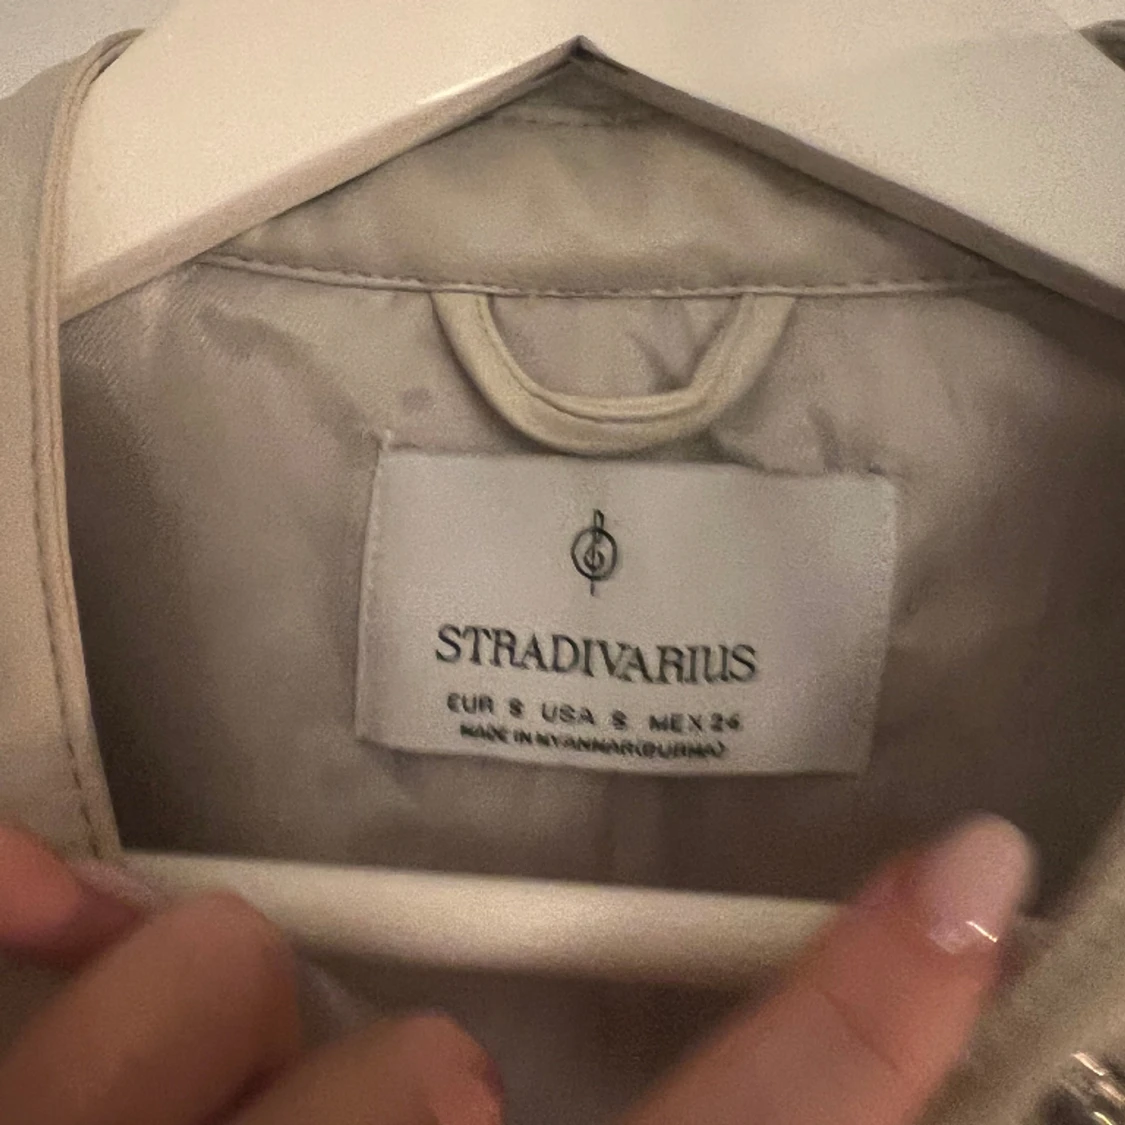 STRADIVARIUS
EUR S USA S MEX 26
MADE IN MYANMAR(BURMA)